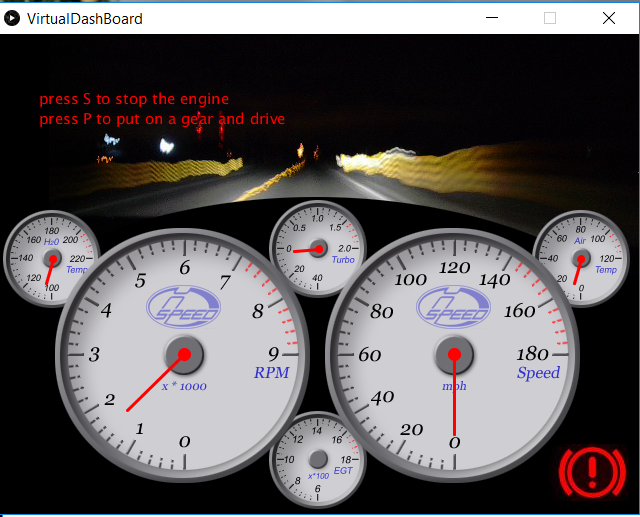 VirtualDashBoard
press S to stop the engine
press P to put on a gear and drive
100 120 140 160 180 200 220
H₂0
Temp
0 0.5 1.0 1.5 2.0
Turbo
20 40
0 20 40 60 80 100 120
Air
Temp
0 1 2 3 4 5 6 7 8 9
SPEED
RPM
x * 1000
0 20 40 60 80 100 120 140 160 180
SPEED
Speed
mph
6 8 10 12 14 16 18
x*100
EGT
!